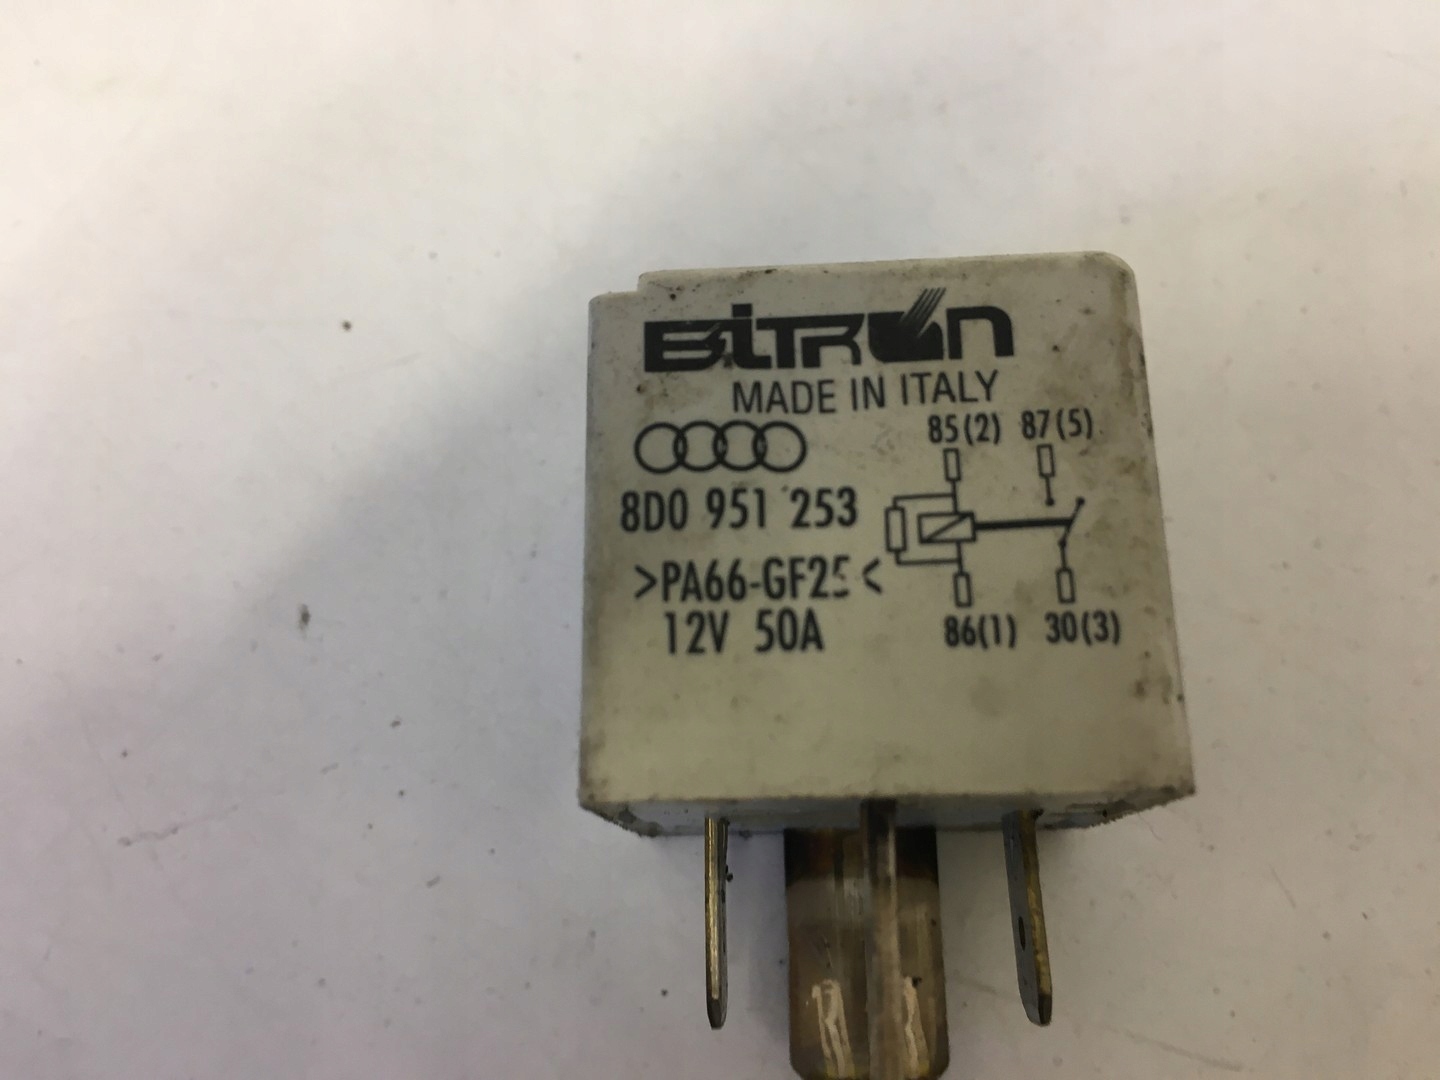 BITRON
MADE IN ITALY
85(2) 87(5)
8D0 951 253
>PA66-GF25<
12V 50A
86(1) 30(3)